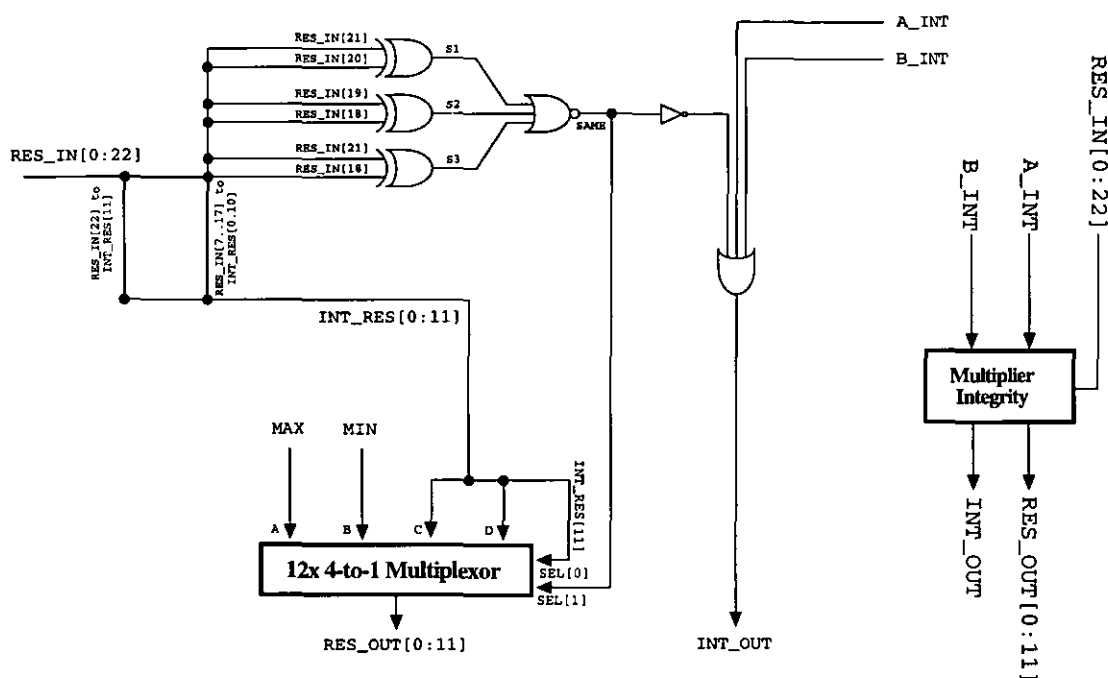 RES_IN[21]
RES_IN[20]
S1
RES_IN[19]
RES_IN[18]
S2
RES_IN[21]
RES_IN[18]
S3
SAME
A_INT
B_INT
RES_IN[0:22]
RES_IN[22] to
INT_RES[11]
RES_IN[7..17] to
INT_RES[0.10]
INT_RES[0:11]
MAX
MIN
INT_RES[11]
A
B
C
D
12x 4-to-1 Multiplexor
SEL[0]
SEL[1]
RES_OUT[0:11]
INT_OUT
RES_IN[0:22]
B_INT
A_INT
Multiplier
Integrity
INT_OUT
RES_OUT[0:11]